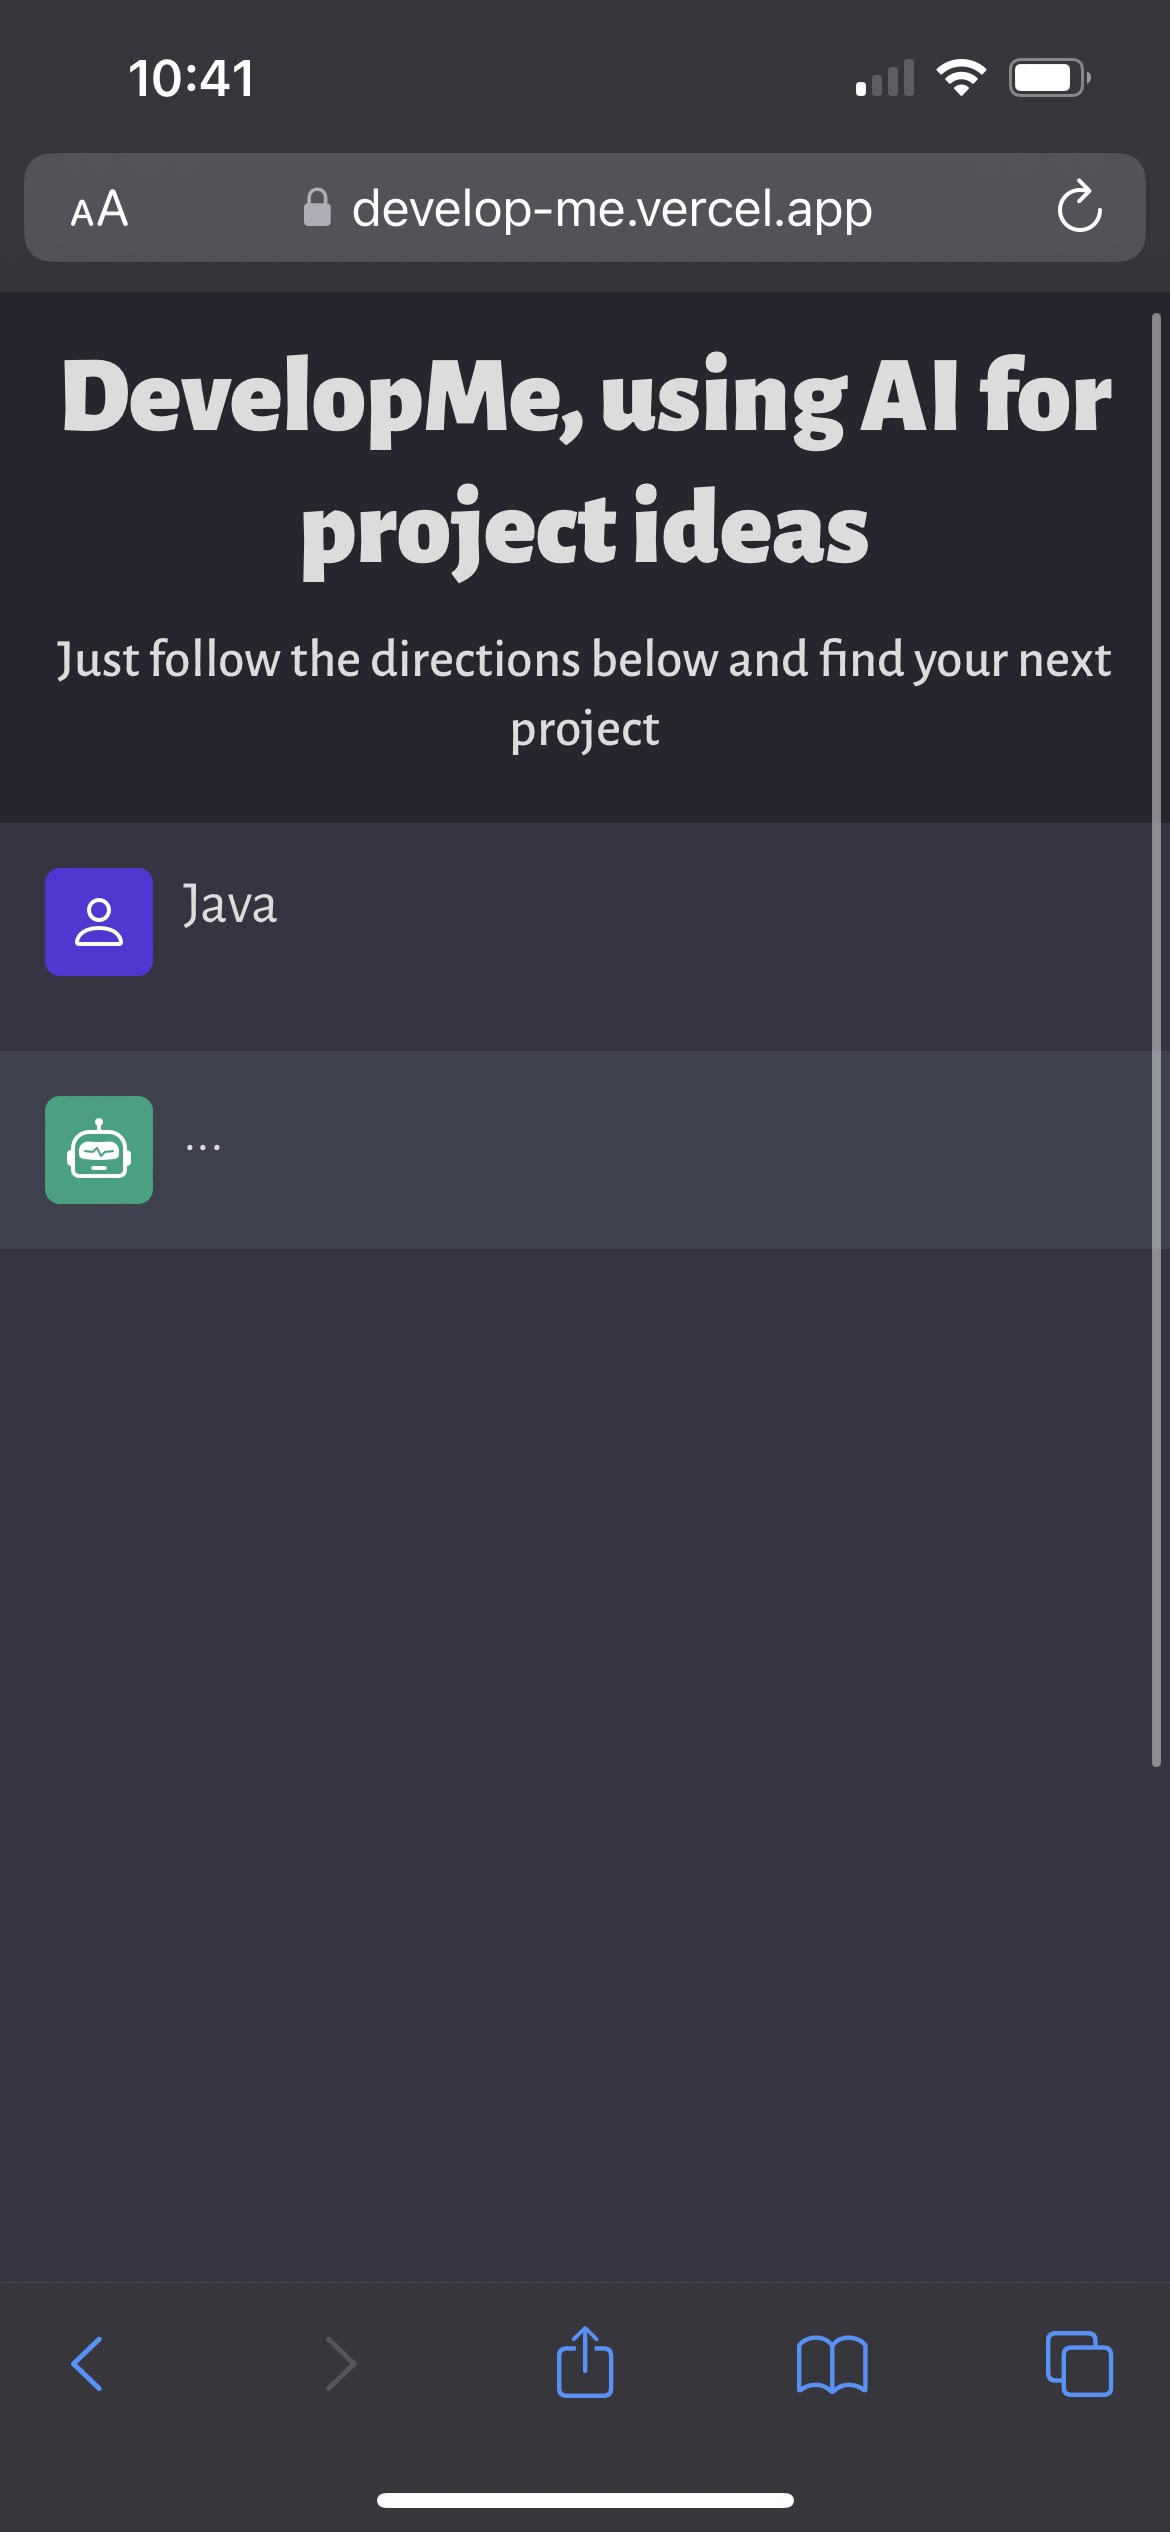 10:41
AA develop-me.vercel.app
DevelopMe, using AI for
project ideas
Just follow the directions below and find your next
project
Java
...